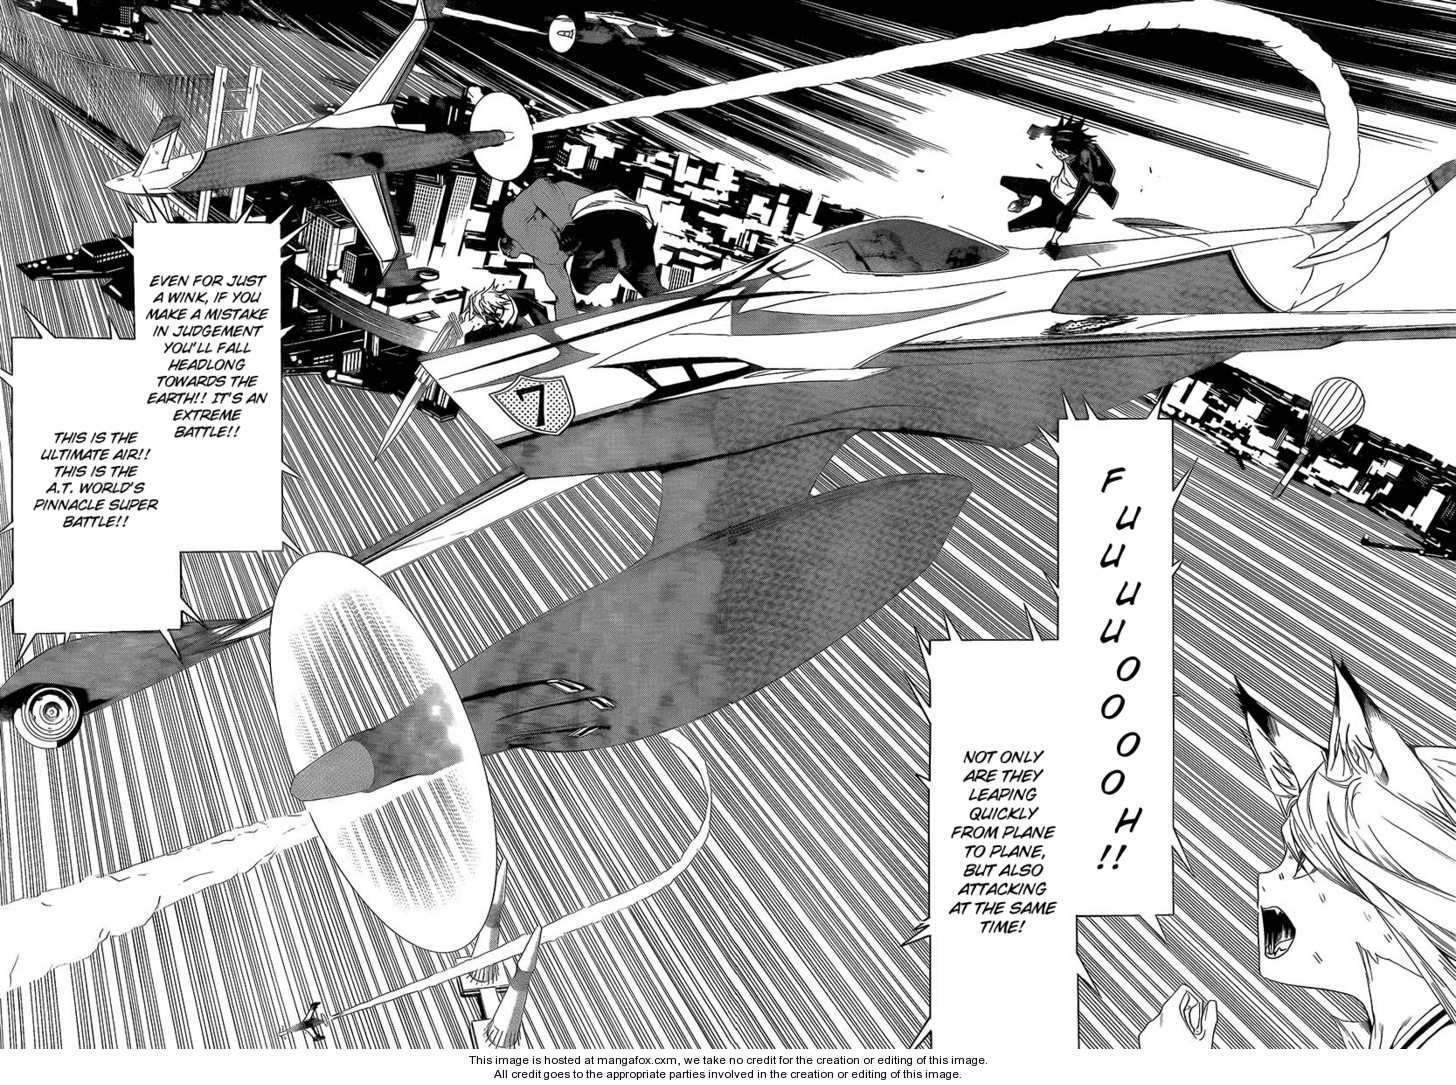 FUUUUUOOOOH!!
NOT ONLY
ARE THEY
LEAPING
QUICKLY
FROM PLANE
TO PLANE,
BUT ALSO
ATTACKING
AT THE SAME
TIME!
EVEN FOR JUST
A WINK, IF YOU
MAKE A MISTAKE
IN JUDGEMENT
YOU'LL FALL
HEADLONG
TOWARDS THE
EARTH!! IT'S AN
EXTREME
BATTLE!!
THIS IS THE
ULTIMATE AIR!!
THIS IS THE
A.T. WORLD'S
PINNACLE SUPER
BATTLE!!
7
This image is hosted at mangafox.cxm, we take no credit for the creation or editing of this image.
All credit goes to the appropriate parties involved in the creation or editing of this image.